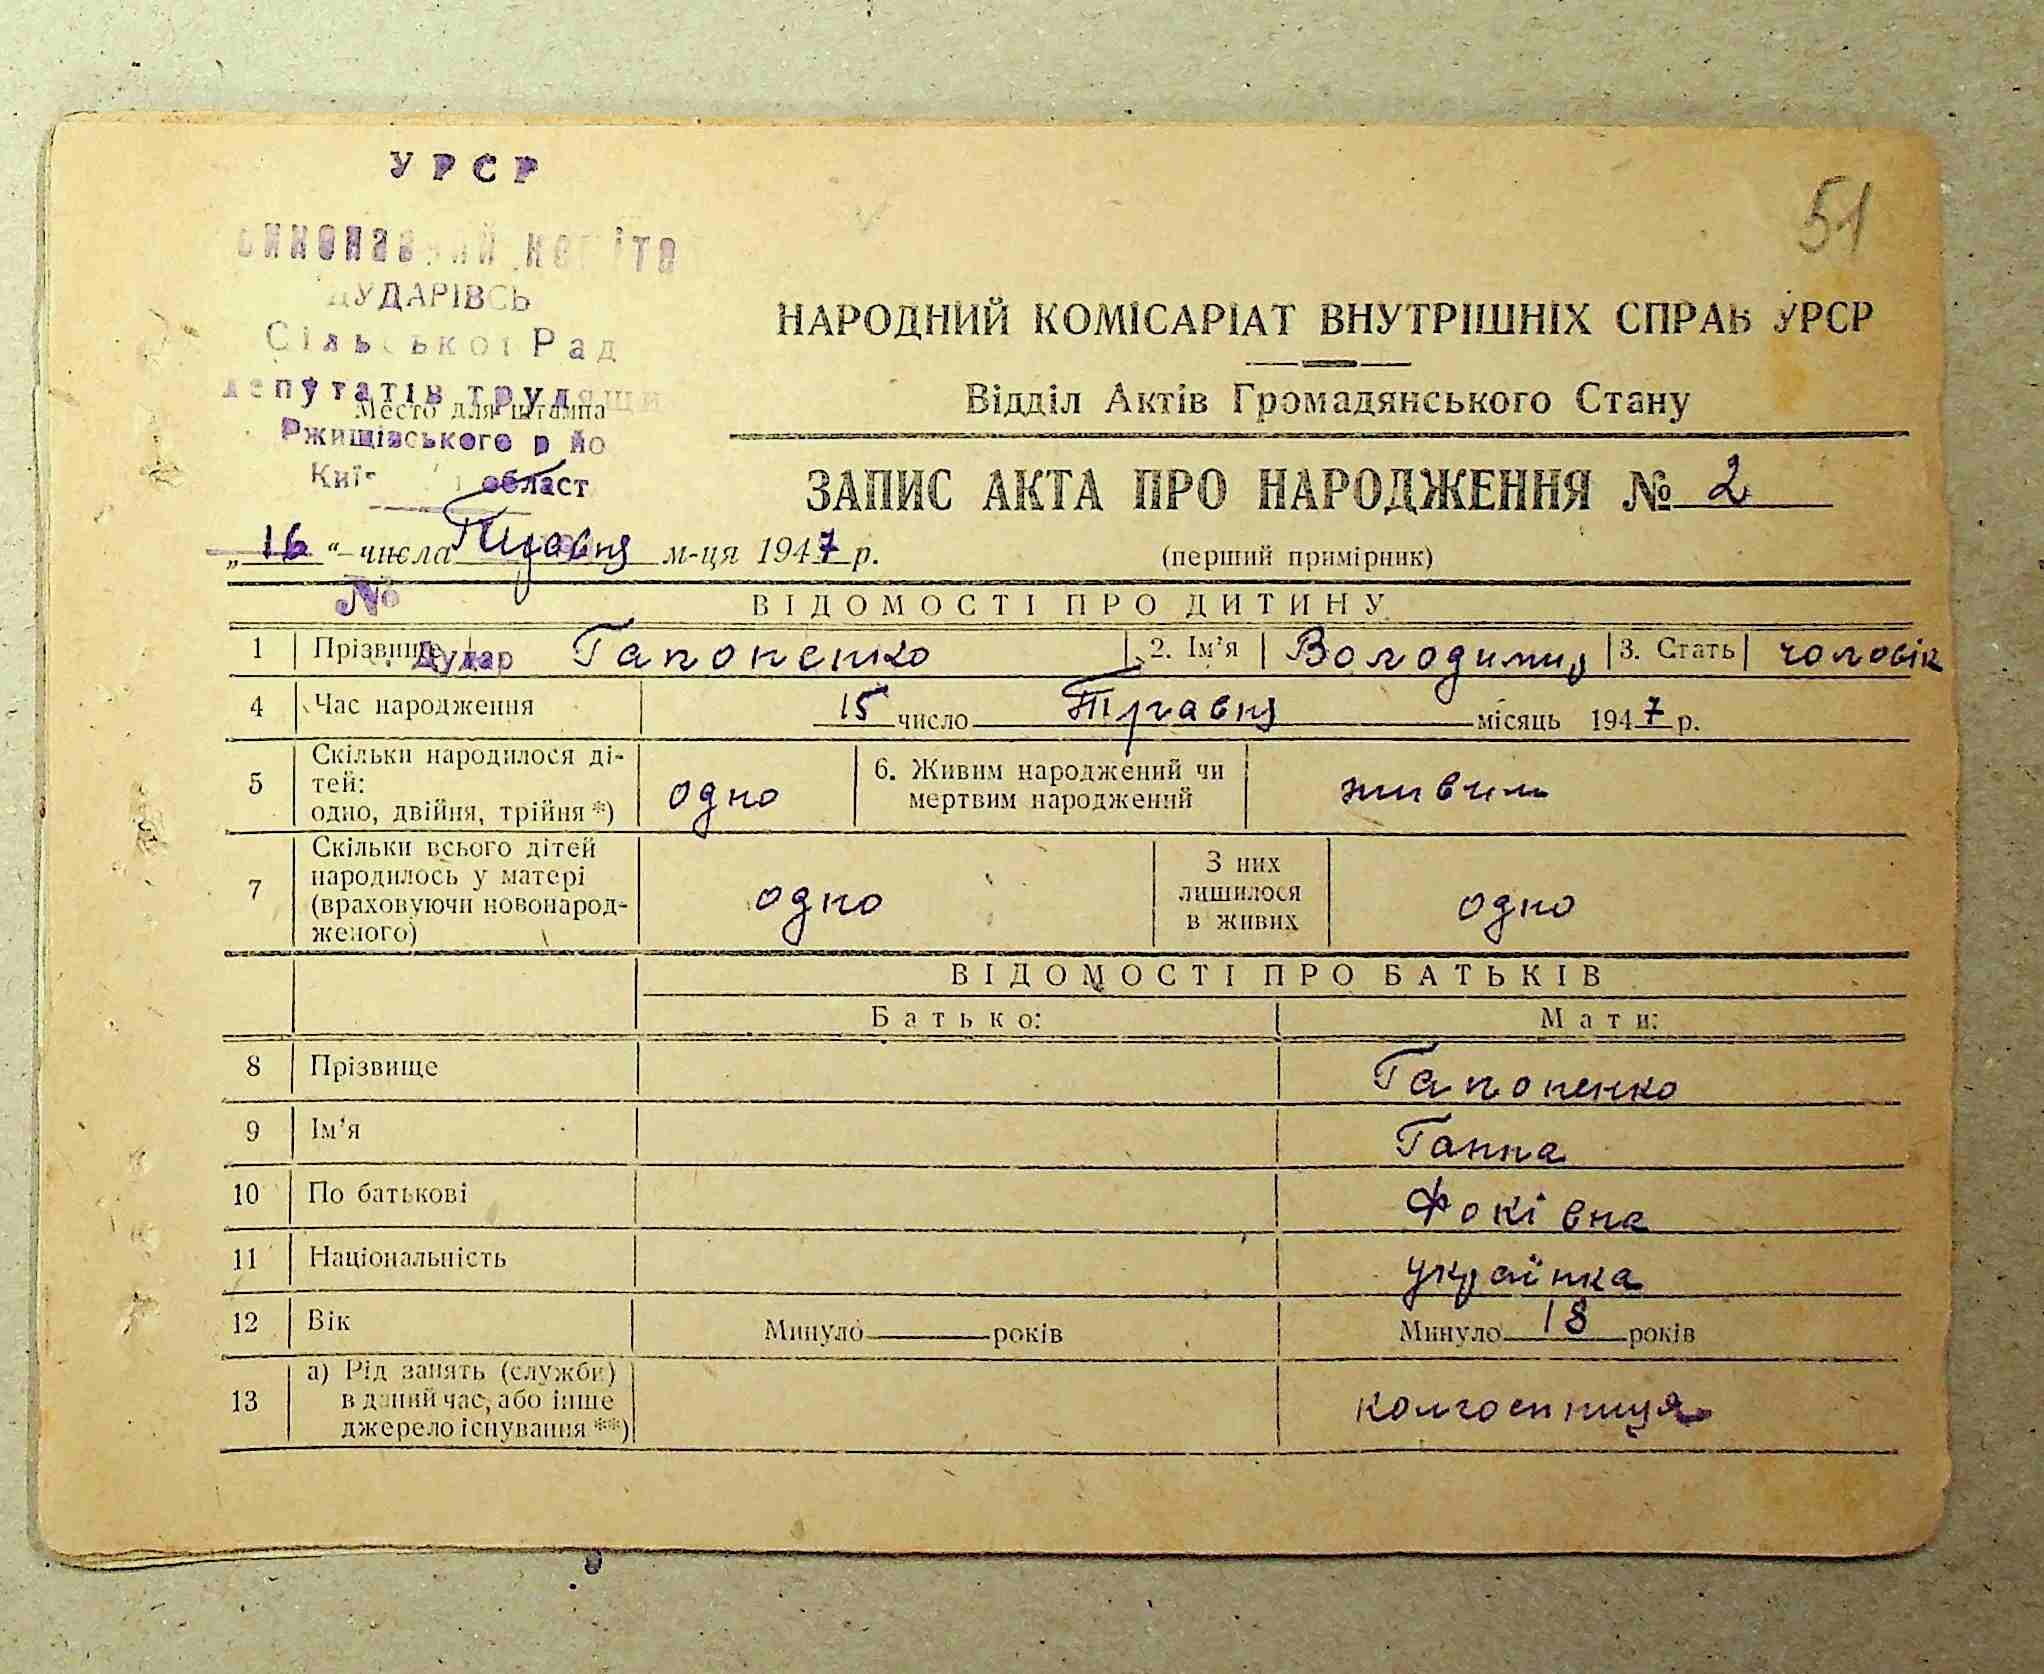 УРСР
51
ДУДАРІВСЬ
НАРОДНИЙ КОМІСАРІАТ ВНУТРІШНІХ СПРАВ УРСР
Сільської Рад
Відділ Актів Громадянського Стану
депутатів трудящи
Место для штампа
Ржищівського р йо
област
ЗАПИС АКТА ПРО НАРОДЖЕННЯ № 2
„16“ числа Травня м-ця 1947 р.
(перший примірник)
№
ВІДОМОСТІ ПРО ДИТИНУ
1 Прізвище Гапоненко 2. Ім’я Володимир 3. Стать чоловік
Дудар
4 Час народження 15 число Травня місяць 1947 р.
5 Скільки народилося ді-
тей:
одно, двійня, трійня *) одно 6. Живим народжений чи
мертвим народжений живим
7 Скільки всього дітей
народилось у матері
(враховуючи новонарод-
женого) одно З них
лишилося
в живих одно
ВІДОМОСТІ ПРО БАТЬКІВ
Батько: Мати:
8 Прізвище Гапоненко
9 Ім’я Ганна
10 По батькові Фоківна
11 Національність українка
12 Вік Минуло років Минуло 18 років
13 а) Рід занять (служби)
в даний час, або інше
джерело існування **) колгоспниця